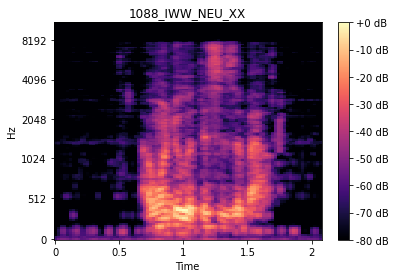 1088_IWW_NEU_XX
+0 dB
8192
-10 dB
4096
-20 dB
-30 dB
2048
Hz
-40 dB
1024
-50 dB
512
-60 dB
-70 dB
0
-80 dB
0
0.5
1
1.5
2
Time